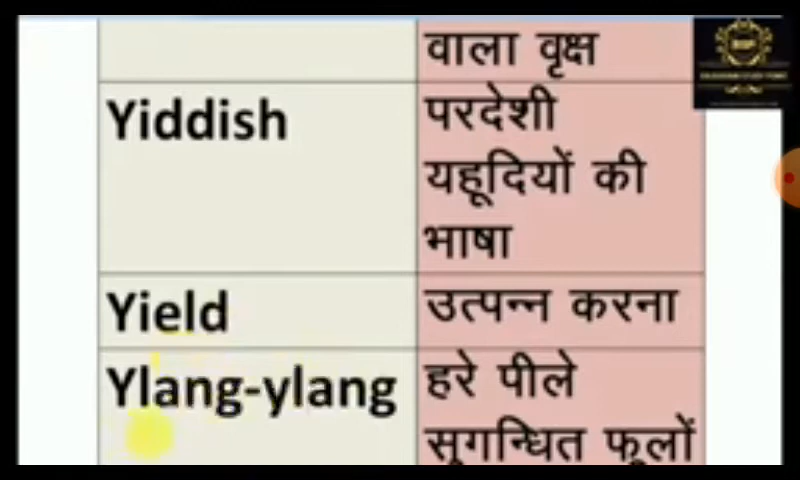 वाला वृक्ष
Yiddish
परदेशी
यहूदियों की
भाषा
Yield
उत्पन्न करना
Ylang-ylang
हरे पीले
सुगन्धित फूलों